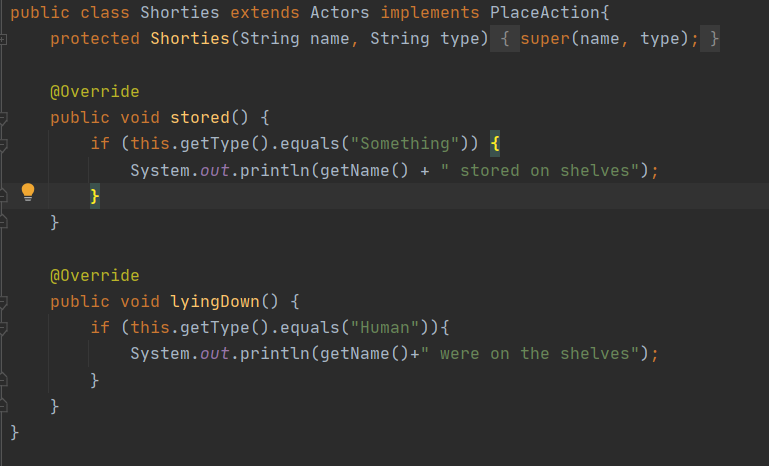 public class Shorties extends Actors implements PlaceAction{
protected Shorties(String name, String type) { super(name, type); }
@Override
public void stored() {
if (this.getType().equals("Something")) {
System.out.println(getName() + " stored on shelves");
}
}
@Override
public void lyingDown() {
if (this.getType().equals("Human")){
System.out.println(getName()+" were on the shelves");
}
}
}